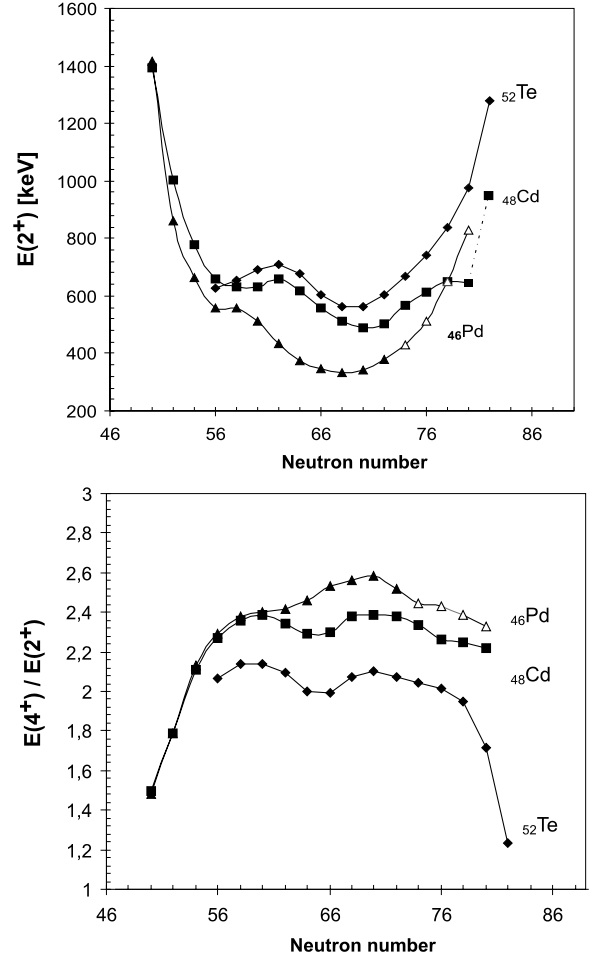 1600
1400
1200
1000
800
600
400
200
E(2⁺) [keV]
₅₂Te
₄₈Cd
₄₆Pd
46 56 66 76 86
Neutron number
3
2,8
2,6
2,4
2,2
2
1,8
1,6
1,4
1,2
1
E(4⁺) / E(2⁺)
₄₆Pd
₄₈Cd
₅₂Te
46 56 66 76 86
Neutron number